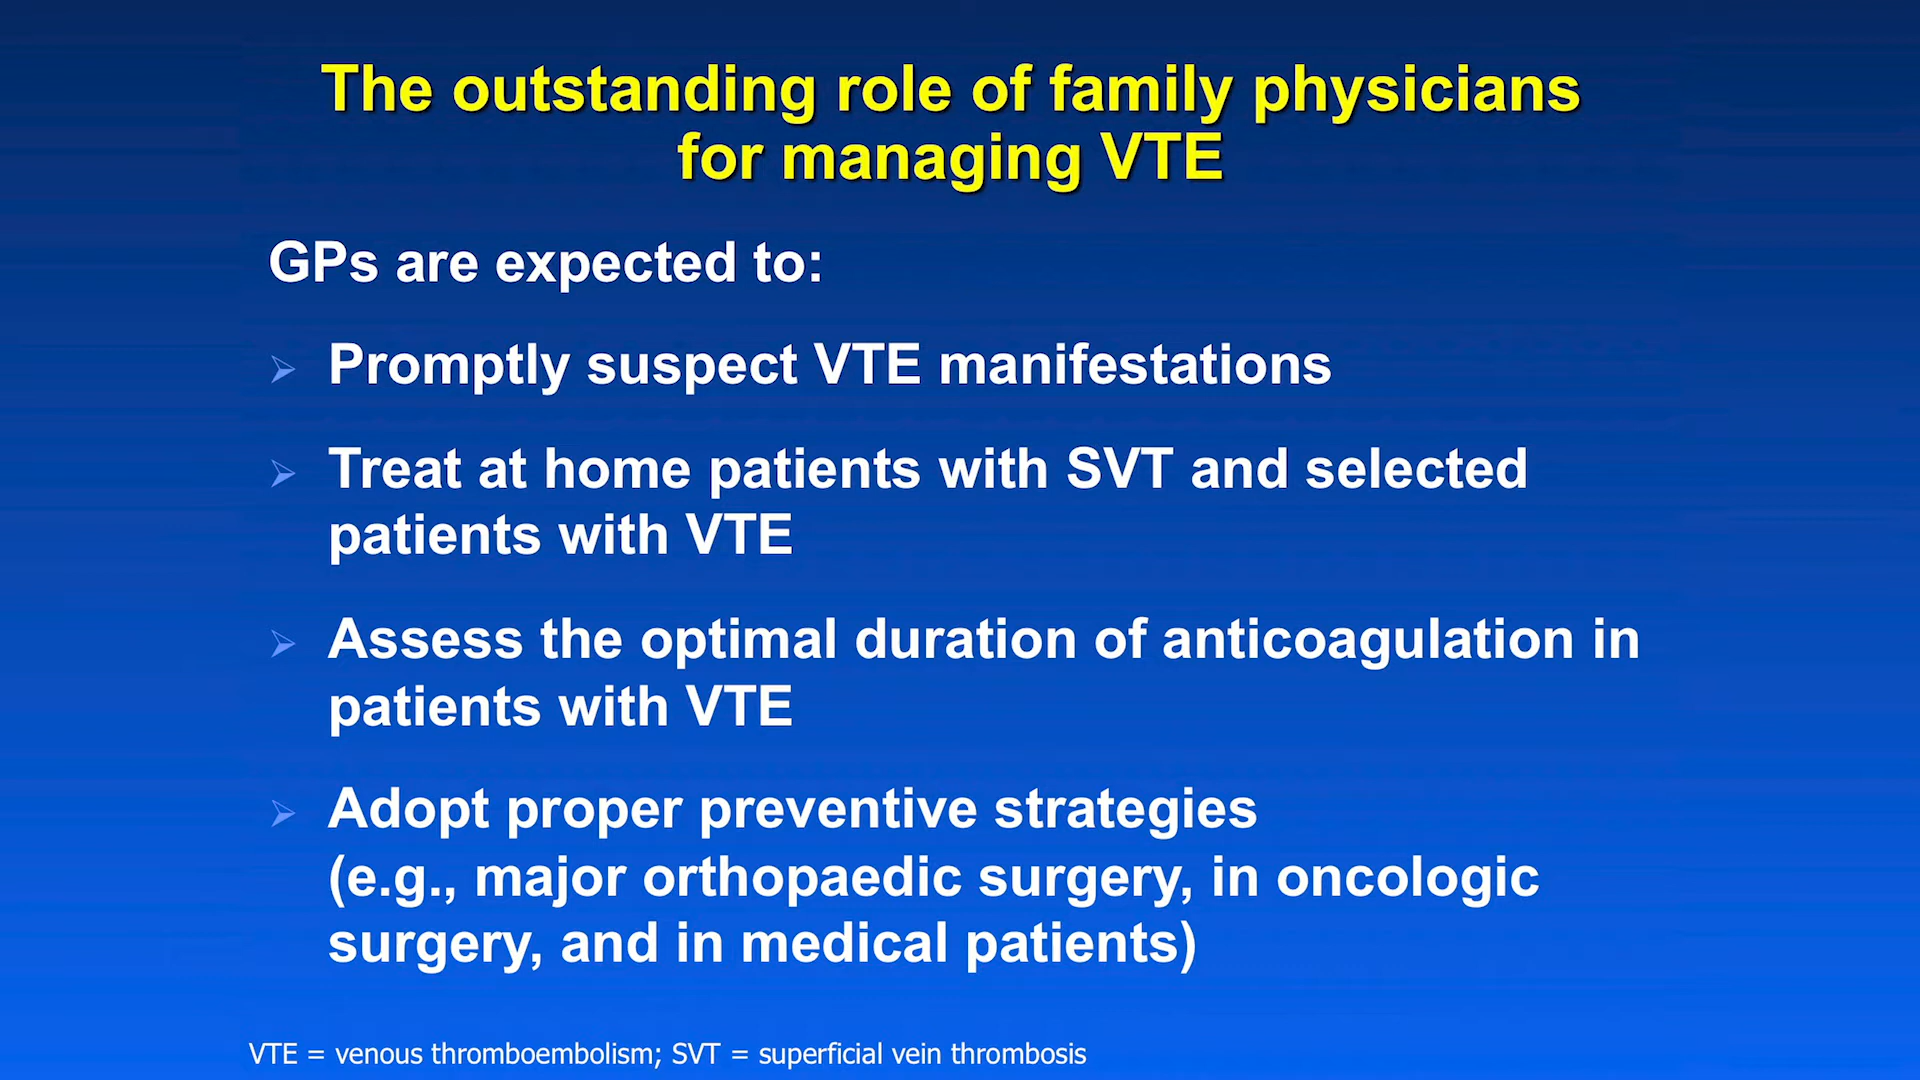 The outstanding role of family physicians
for managing VTE
GPs are expected to:
➢ Promptly suspect VTE manifestations
➢ Treat at home patients with SVT and selected
patients with VTE
➢ Assess the optimal duration of anticoagulation in
patients with VTE
➢ Adopt proper preventive strategies
(e.g., major orthopaedic surgery, in oncologic
surgery, and in medical patients)
VTE = venous thromboembolism; SVT = superficial vein thrombosis